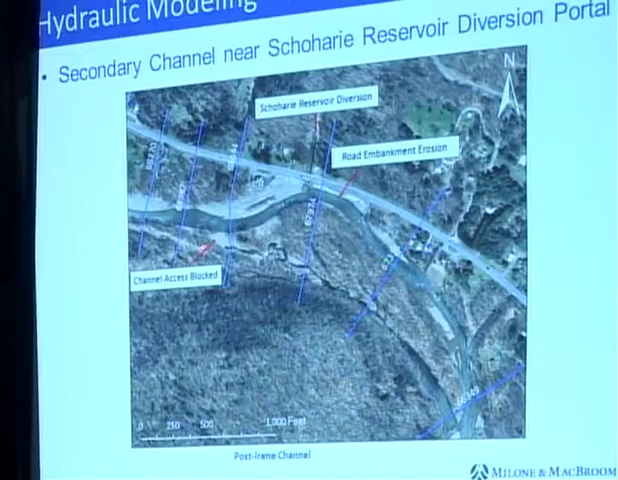 Hydraulic Modeling
• Secondary Channel near Schoharie Reservoir Diversion Portal
N
Schoharie Reservoir Diversion
Road Embankment Erosion
Channel Access Blocked
0 250 500 1,000 Feet
Post-Irene Channel
MILONE & MACBROOM